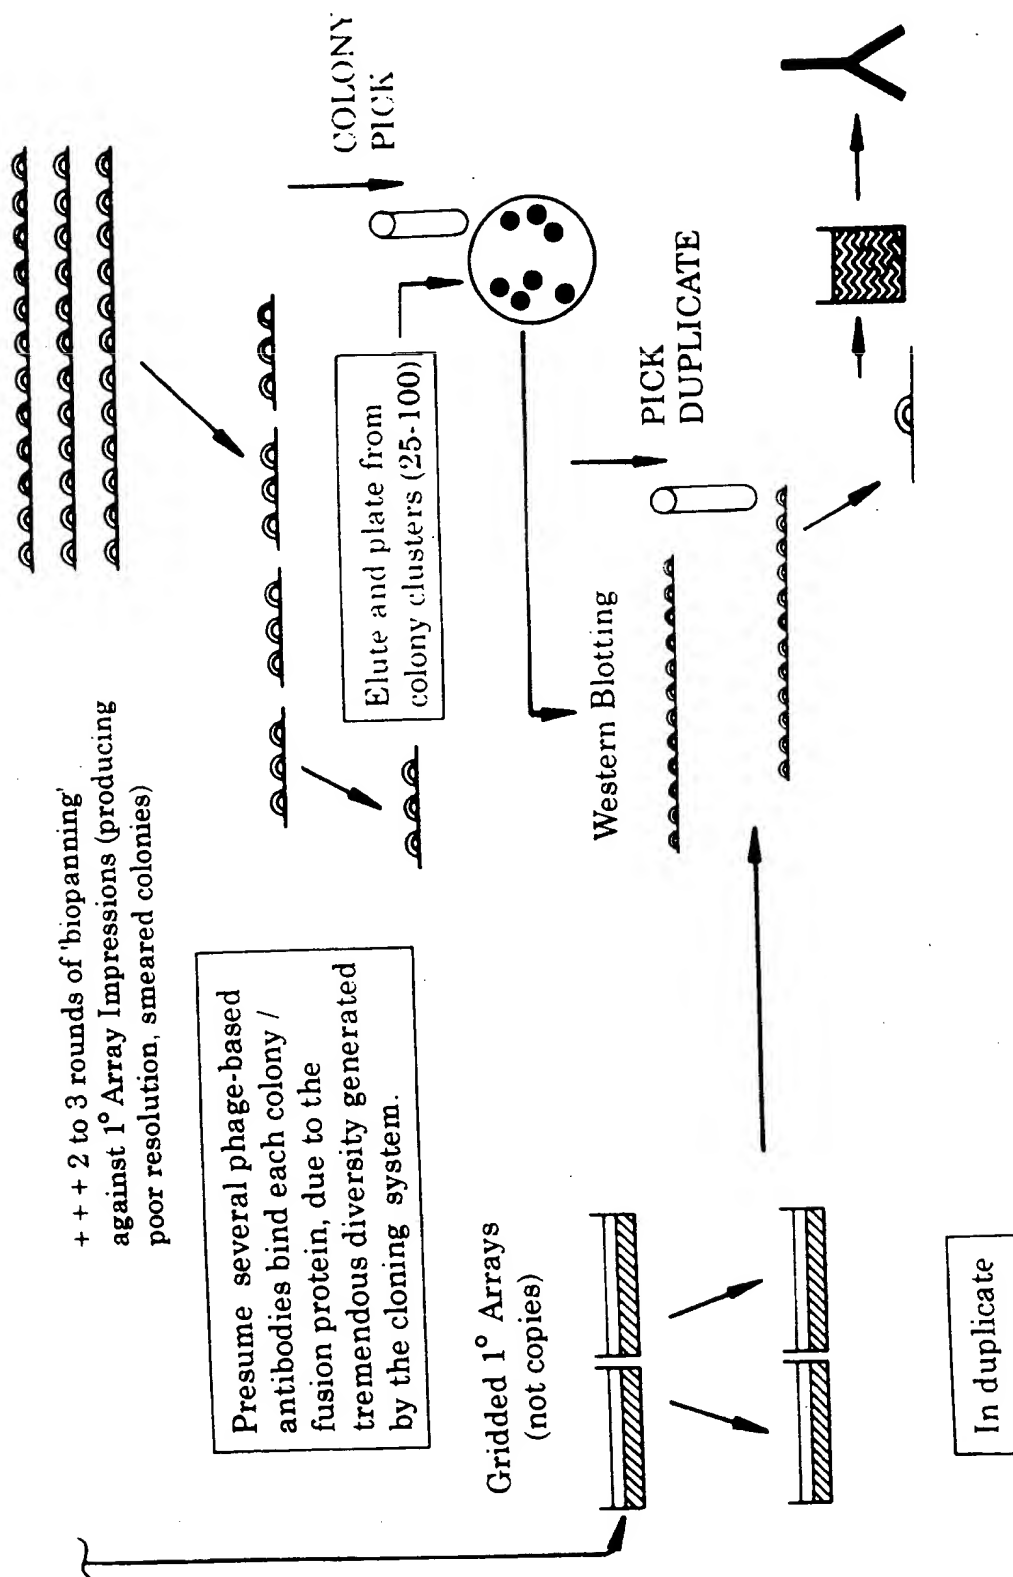 + + + 2 to 3 rounds of 'biopanning'
against 1° Array Impressions (producing
poor resolution, smeared colonies)
Presume several phage-based
antibodies bind each colony /
fusion protein, due to the
tremendous diversity generated
by the cloning system.
Elute and plate from
colony clusters (25-100)
COLONY
PICK
Gridded 1° Arrays
(not copies)
Western Blotting
PICK
DUPLICATE
In duplicate